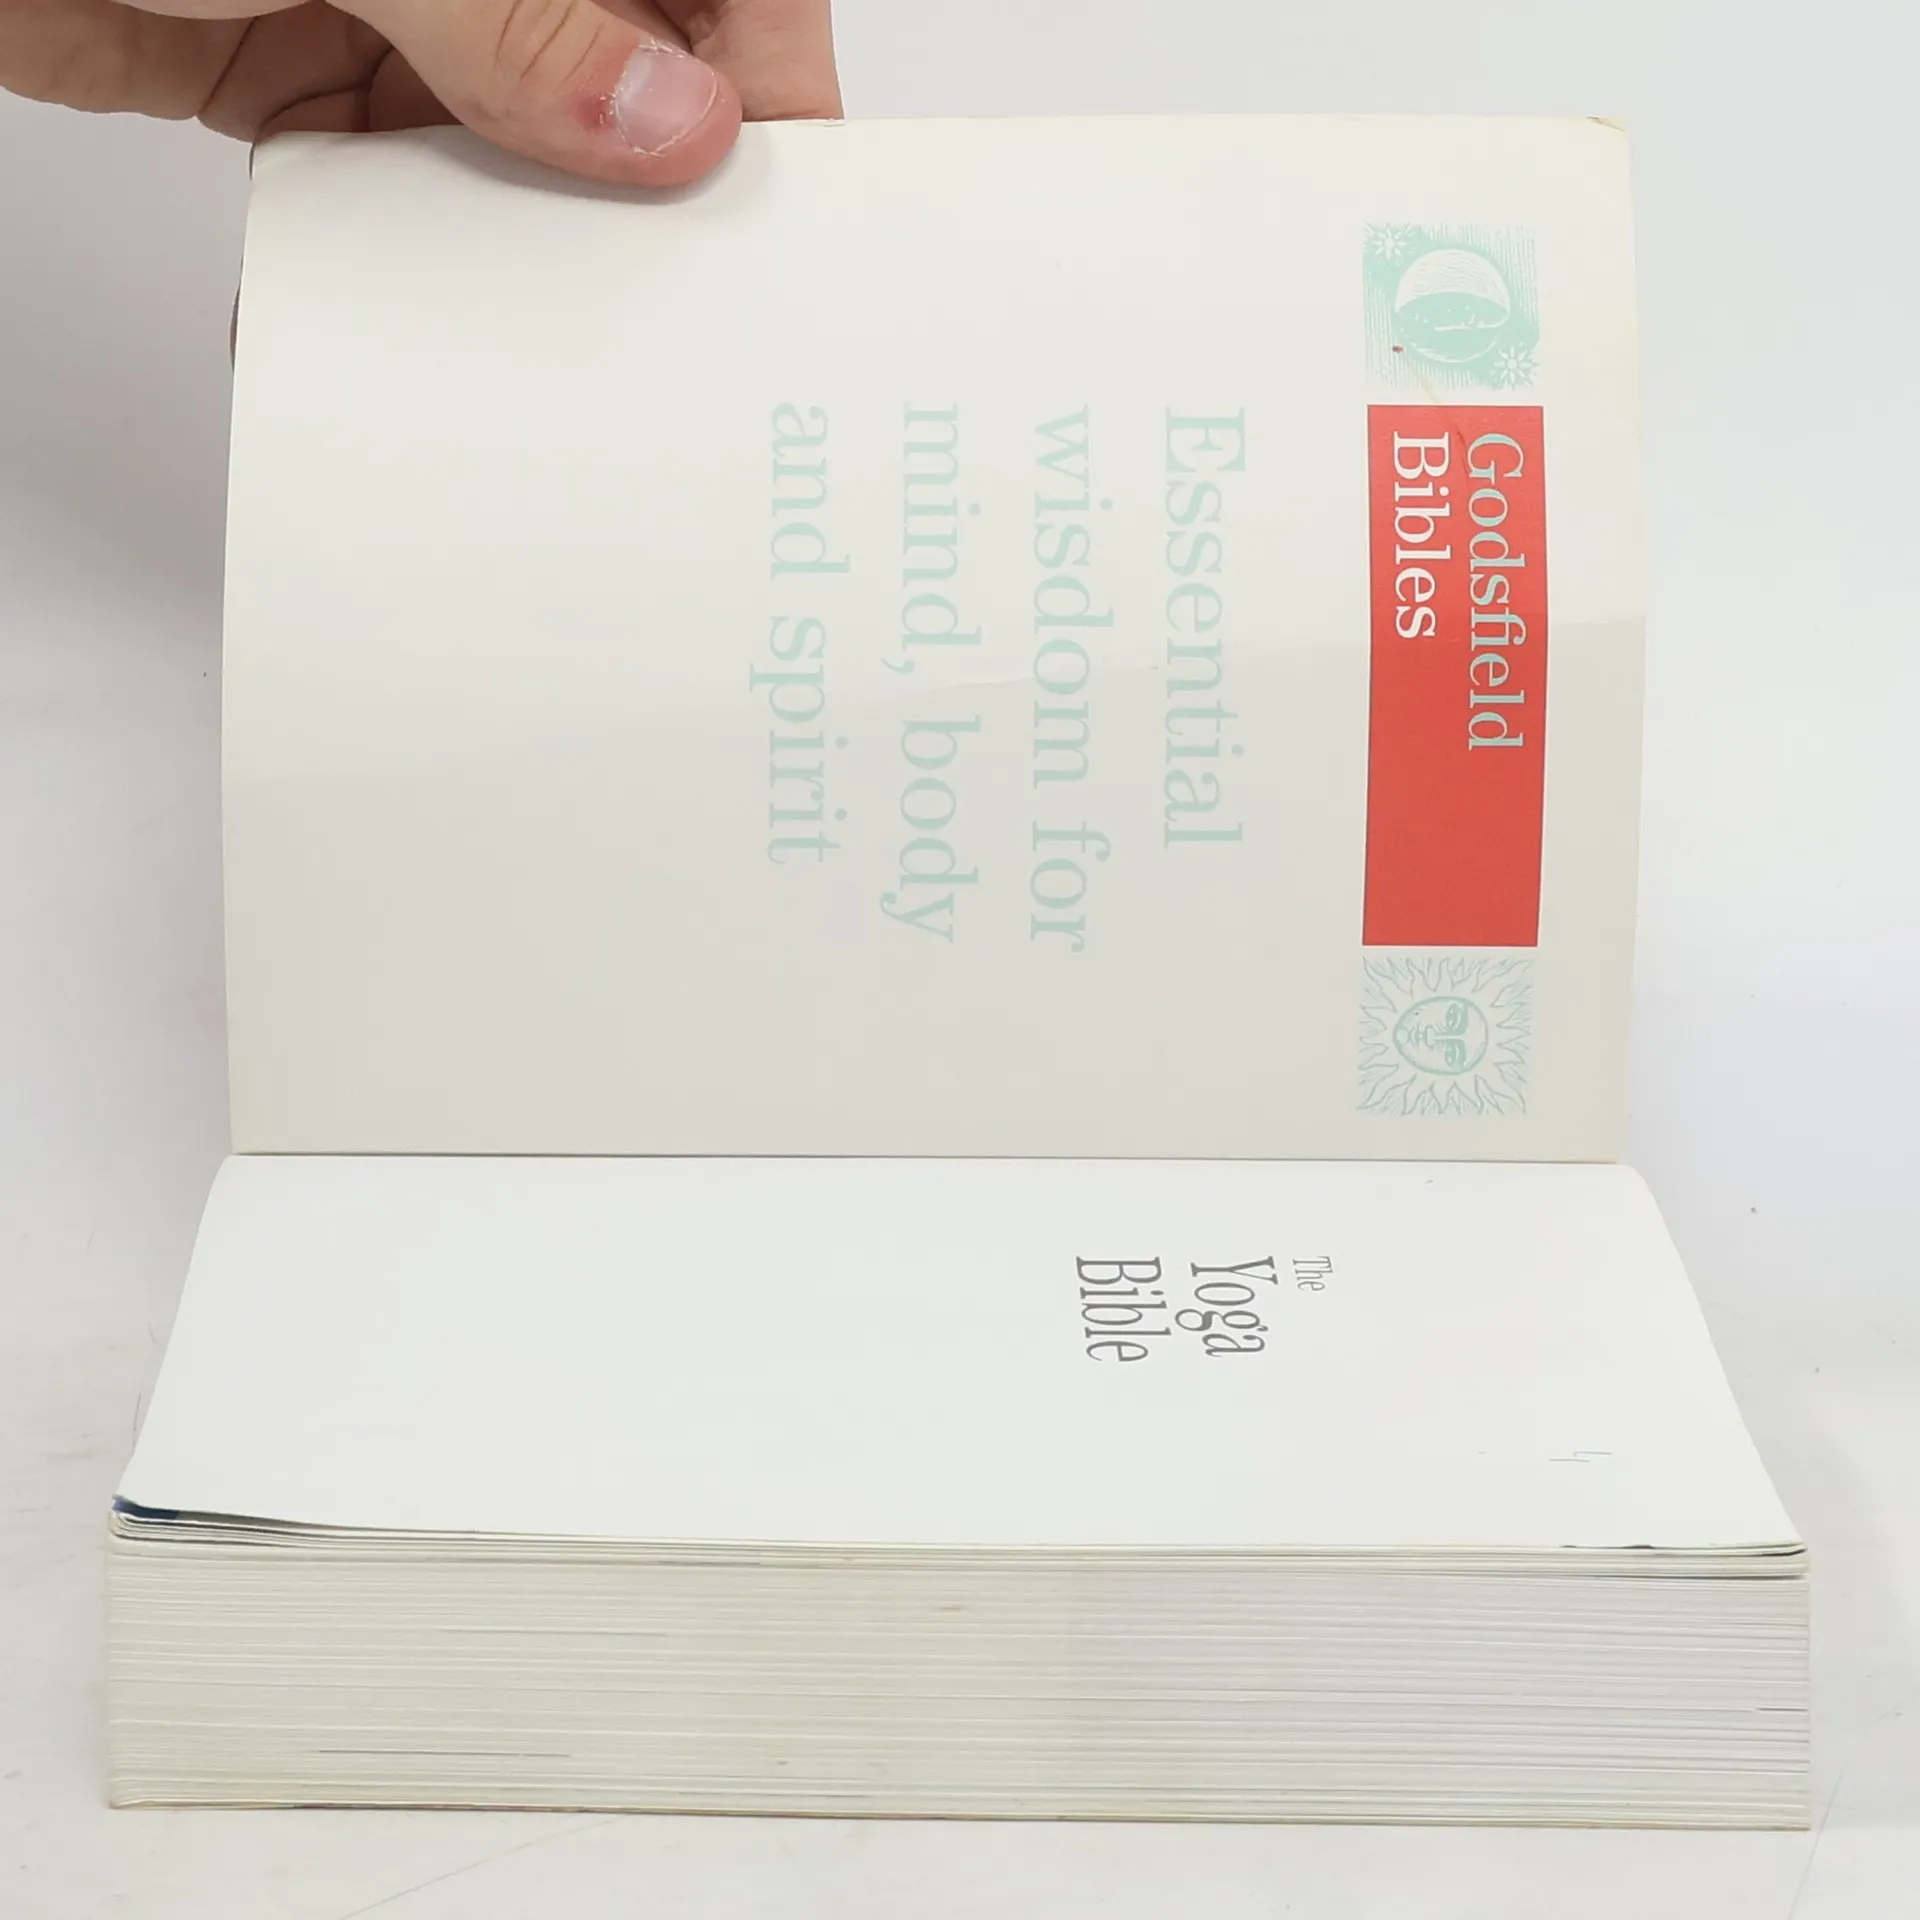 Godsfield
Bibles
Essential
wisdom for
mind, body
and spirit
The
Yoga
Bible